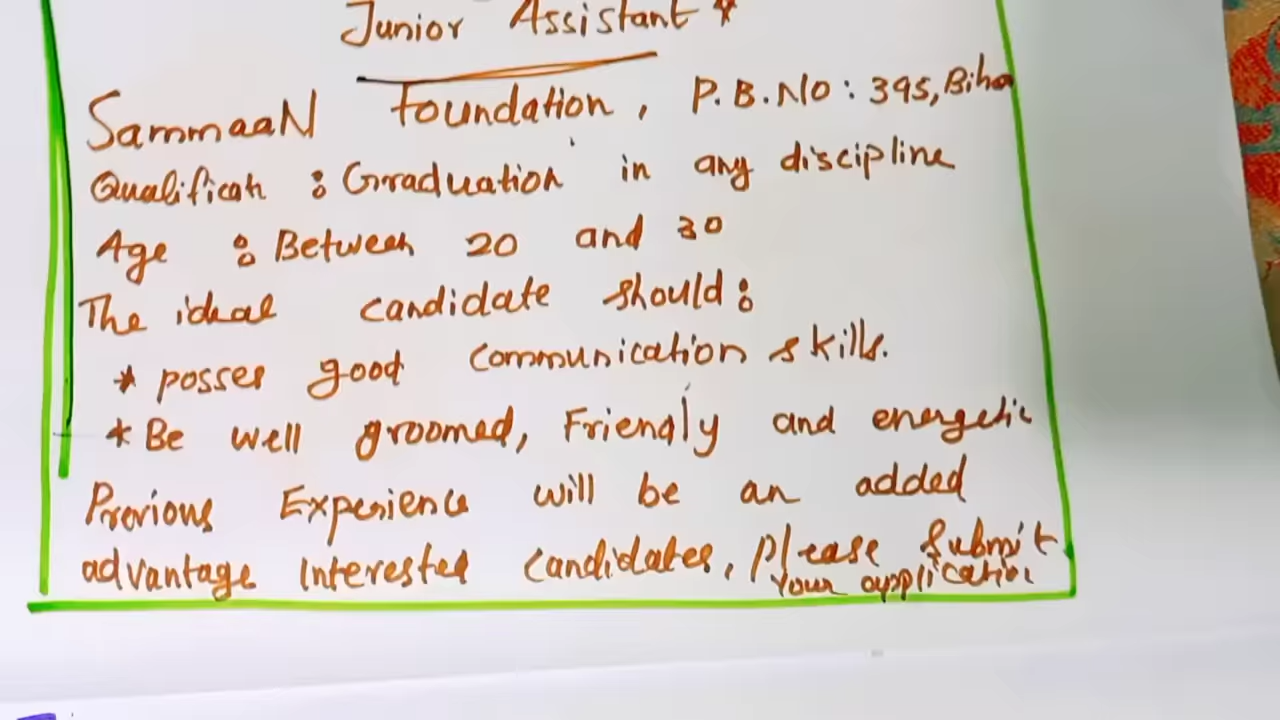 Junior Assistant *
SammaaN Foundation, P.B.No: 395, Bihar
Qualificatn : Graduation in any discipline
Age : Between 20 and 30
The ideal candidate should:
* posses good communication skills.
* Be well groomed, Friendly and energetic
Previous Experience will be an added
advantage Interested candidates, please submit
your application